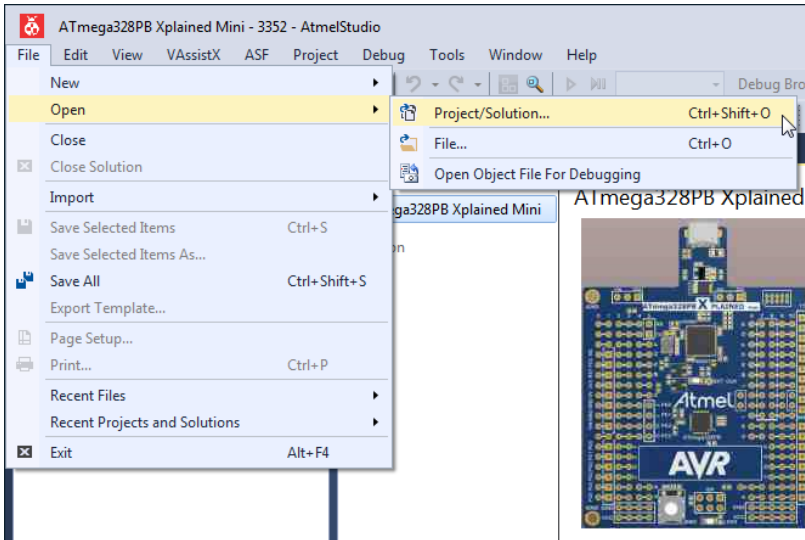 ATmega328PB Xplained Mini - 3352 - AtmelStudio
File Edit View VAssistX ASF Project Debug Tools Window Help
New
Debug Bro
Open
Project/Solution... Ctrl+Shift+O
Close
File... Ctrl+O
Close Solution
Open Object File For Debugging
Import
ATmega328PB Xplained
ga328PB Xplained Mini
Save Selected Items Ctrl+S
Save Selected Items As...
on
Save All Ctrl+Shift+S
Export Template...
ATmega328PB X PLAINED
Page Setup...
Print... Ctrl+P
Recent Files
Atmel
Recent Projects and Solutions
Exit Alt+F4
AVR